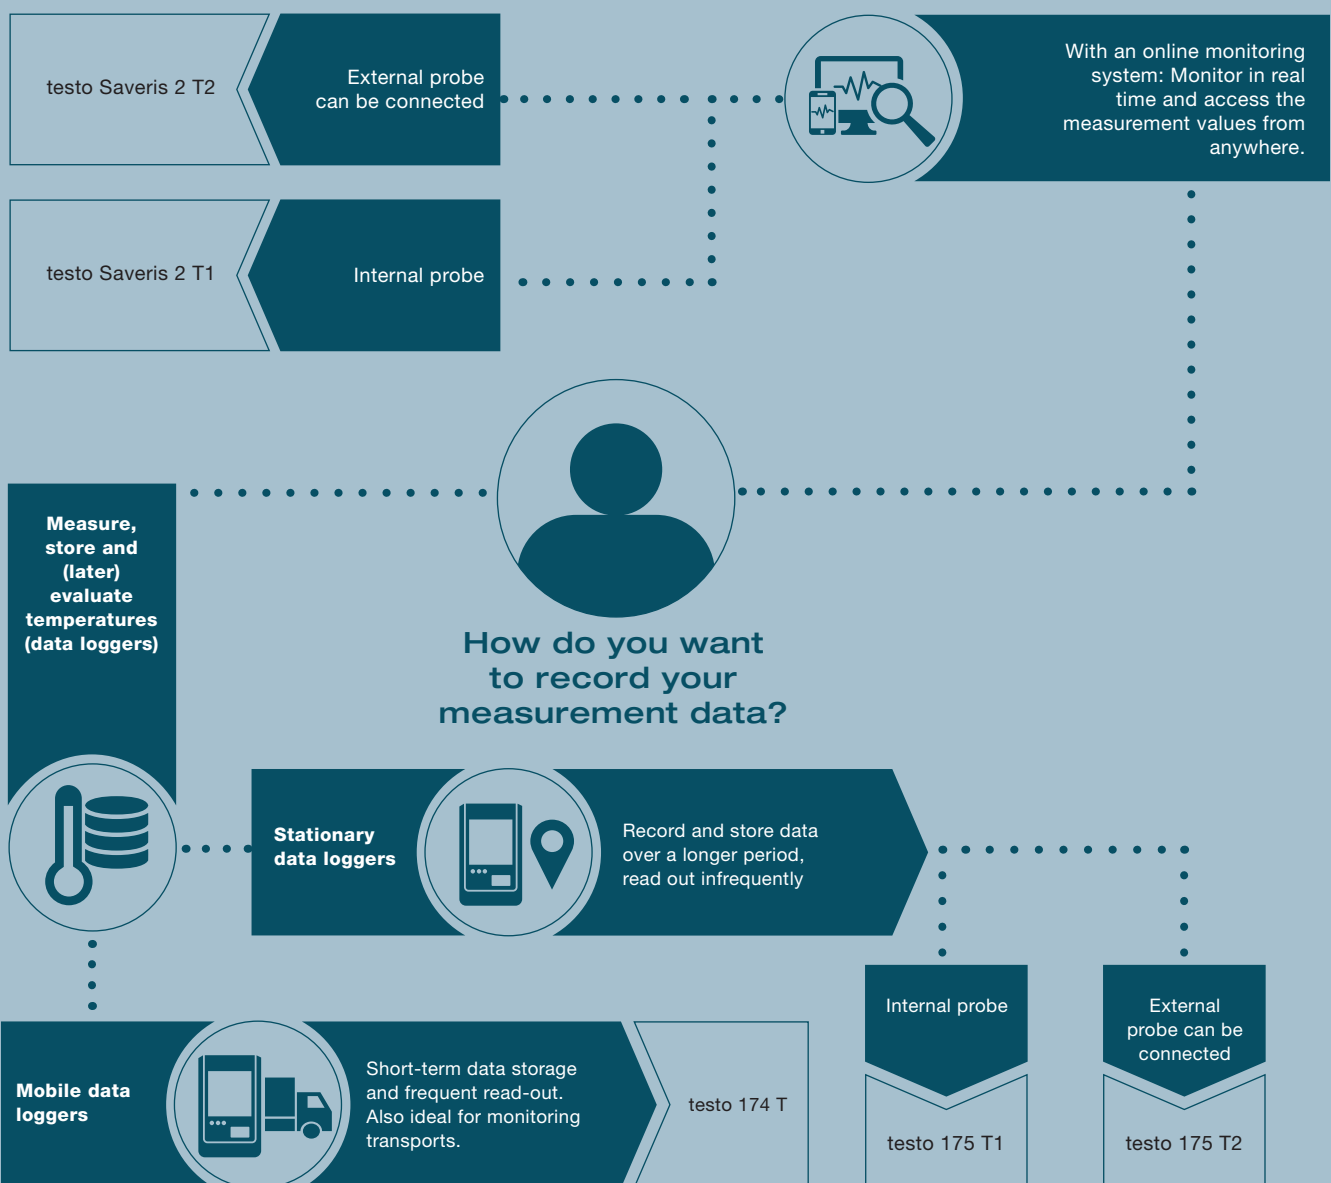 testo Saveris 2 T2
External probe
can be connected
With an online monitoring
system: Monitor in real
time and access the
measurement values from
anywhere.
testo Saveris 2 T1
Internal probe
Measure,
store and
(later)
evaluate
temperatures
(data loggers)
How do you want
to record your
measurement data?
Stationary
data loggers
Record and store data
over a longer period,
read out infrequently
Internal probe
External
probe can be
connected
Mobile data
loggers
Short-term data storage
and frequent read-out.
Also ideal for monitoring
transports.
testo 174 T
testo 175 T1
testo 175 T2